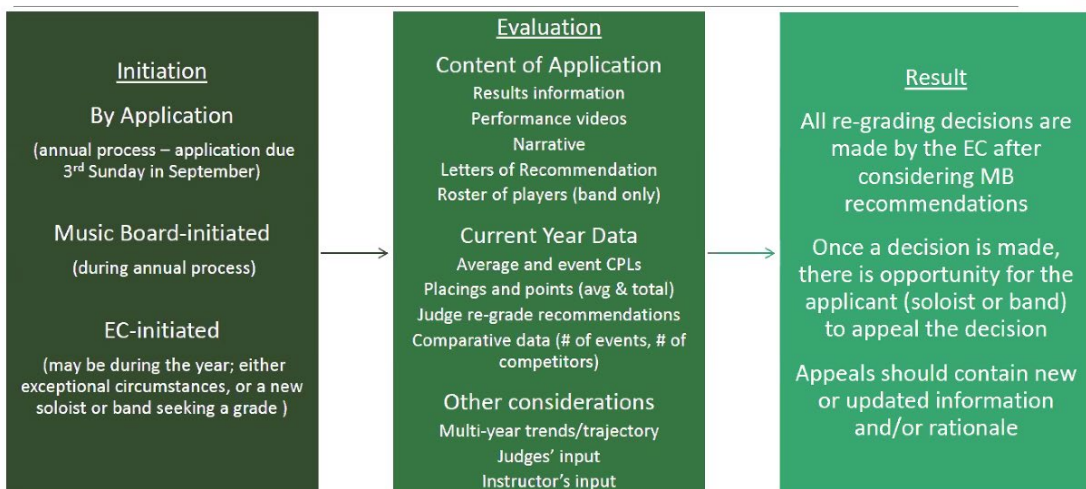 Initiation
By Application
(annual process – application due
3rd Sunday in September)
Music Board-initiated
(during annual process)
EC-initiated
(may be during the year; either
exceptional circumstances, or a new
soloist or band seeking a grade )
Evaluation
Content of Application
Results information
Performance videos
Narrative
Letters of Recommendation
Roster of players (band only)
Current Year Data
Average and event CPLs
Placings and points (avg & total)
Judge re-grade recommendations
Comparative data (# of events, # of
competitors)
Other considerations
Multi-year trends/trajectory
Judges' input
Instructor's input
Result
All re-grading decisions are
made by the EC after
considering MB
recommendations
Once a decision is made,
there is opportunity for the
applicant (soloist or band)
to appeal the decision
Appeals should contain new
or updated information
and/or rationale